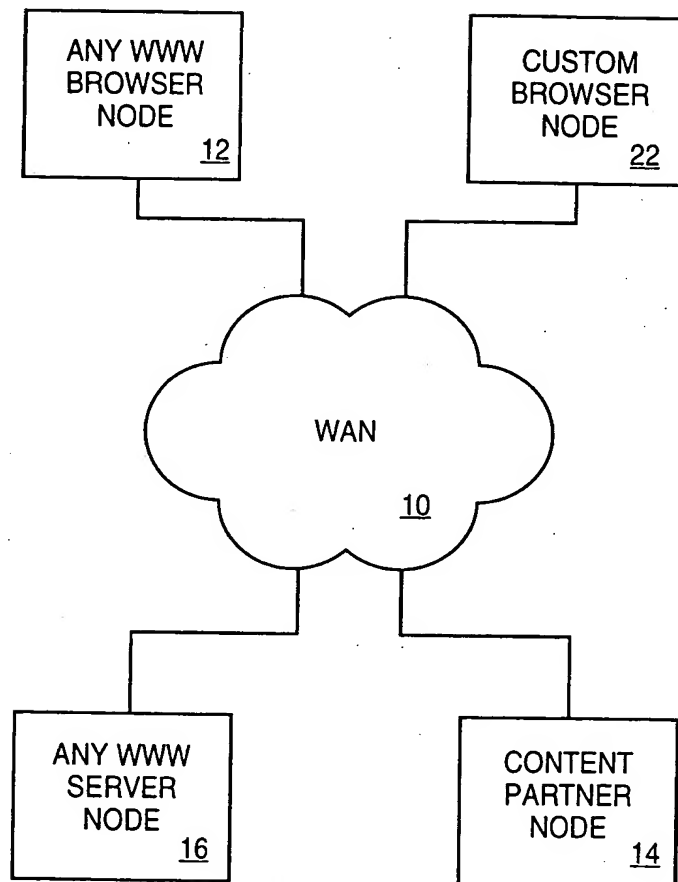 ANY WWW
BROWSER
NODE
12
CUSTOM
BROWSER
NODE
22
WAN
10
ANY WWW
SERVER
NODE
16
CONTENT
PARTNER
NODE
14